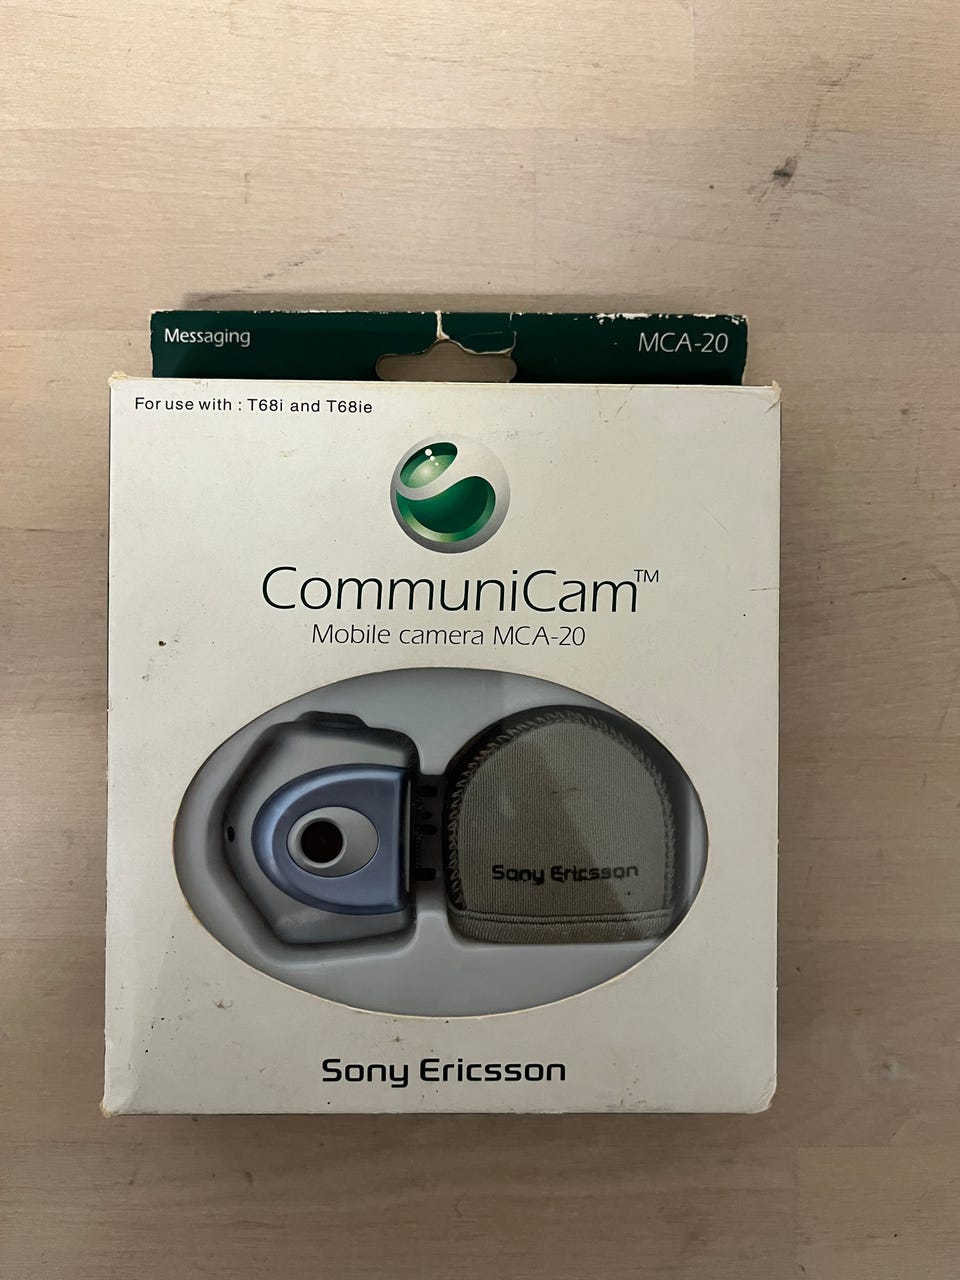 Messaging
MCA-20
For use with : T68i and T68ie
CommuniCam™
Mobile camera MCA-20
Sony Ericsson
Sony Ericsson